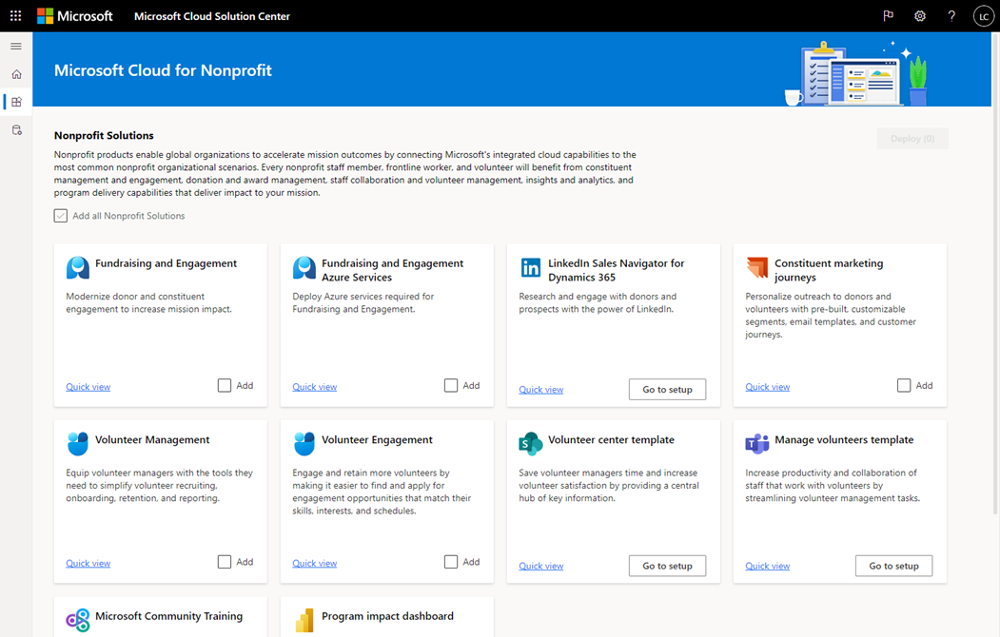 Microsoft Microsoft Cloud Solution Center ? LC
Microsoft Cloud for Nonprofit
Nonprofit Solutions
Deploy (0)
Nonprofit products enable global organizations to accelerate mission outcomes by connecting Microsoft's integrated cloud capabilities to the
most common nonprofit organizational scenarios. Every nonprofit staff member, frontline worker, and volunteer will benefit from constituent
management and engagement, donation and award management, staff collaboration and volunteer management, insights and analytics, and
program delivery capabilities that deliver impact to your mission.
Add all Nonprofit Solutions
Fundraising and Engagement
Modernize donor and constituent
engagement to increase mission impact.
Quick view Add
Fundraising and Engagement
Azure Services
Deploy Azure services required for
Fundraising and Engagement.
Quick view Add
in
LinkedIn Sales Navigator for
Dynamics 365
Research and engage with donors and
prospects with the power of LinkedIn.
Quick view Go to setup
Constituent marketing
journeys
Personalize outreach to donors and
volunteers with pre-built, customizable
segments, email templates, and customer
journeys.
Quick view Add
Volunteer Management
Equip volunteer managers with the tools they
need to simplify volunteer recruiting,
onboarding, retention, and reporting.
Quick view Add
Volunteer Engagement
Engage and retain more volunteers by
making it easier to find and apply for
engagement opportunities that match their
skills, interests, and schedules.
Quick view Add
S
Volunteer center template
Save volunteer managers time and increase
volunteer satisfaction by providing a central
hub of key information.
Quick view Go to setup
T
Manage volunteers template
Increase productivity and collaboration of
staff that work with volunteers by
streamlining volunteer management tasks.
Quick view Go to setup
Microsoft Community Training
Program impact dashboard